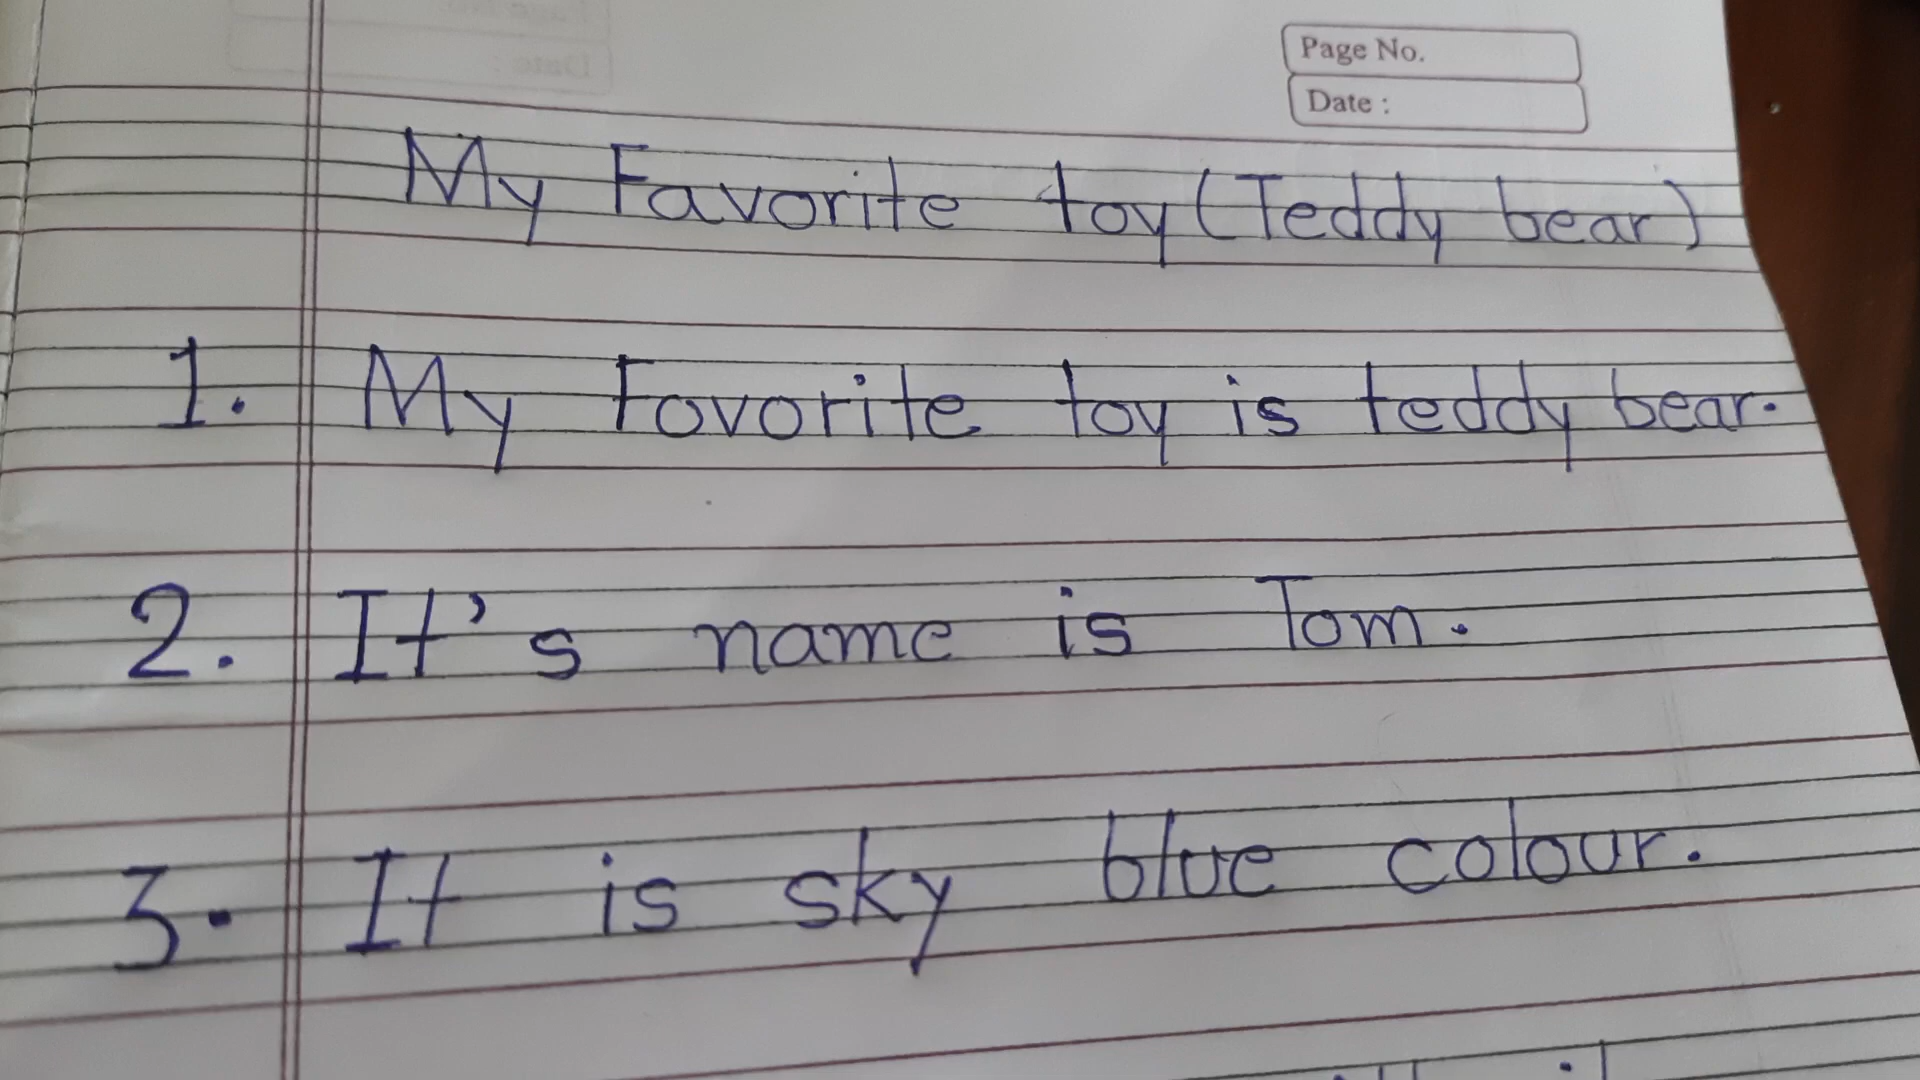 Page No.
Date :
My Favorite toy (Teddy bear)
1. My Favorite toy is teddy bear.
2. It's name is Tom.
3. It is sky blue colour.